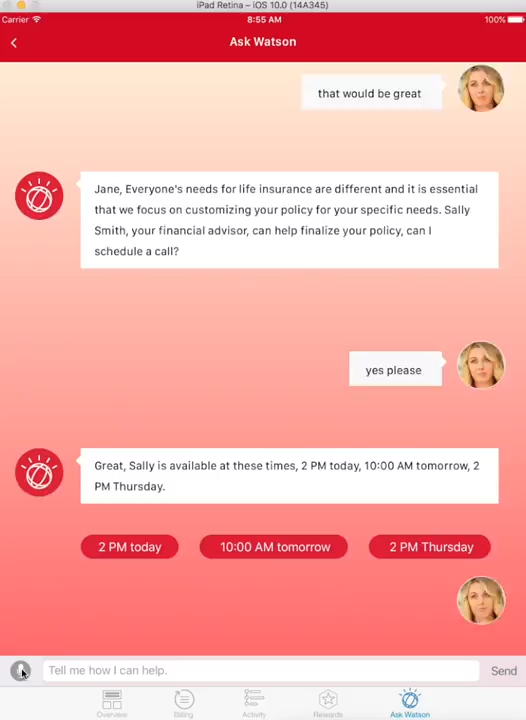 iPad Retina – iOS 10.0 (14A345)
Carrier 8:55 AM 100%
Ask Watson
that would be great
Jane, Everyone's needs for life insurance are different and it is essential
that we focus on customizing your policy for your specific needs. Sally
Smith, your financial advisor, can help finalize your policy, can I
schedule a call?
yes please
Great, Sally is available at these times, 2 PM today, 10:00 AM tomorrow, 2
PM Thursday.
2 PM today 10:00 AM tomorrow 2 PM Thursday
Tell me how I can help. Send
Overview Billing Activity Rewards Ask Watson